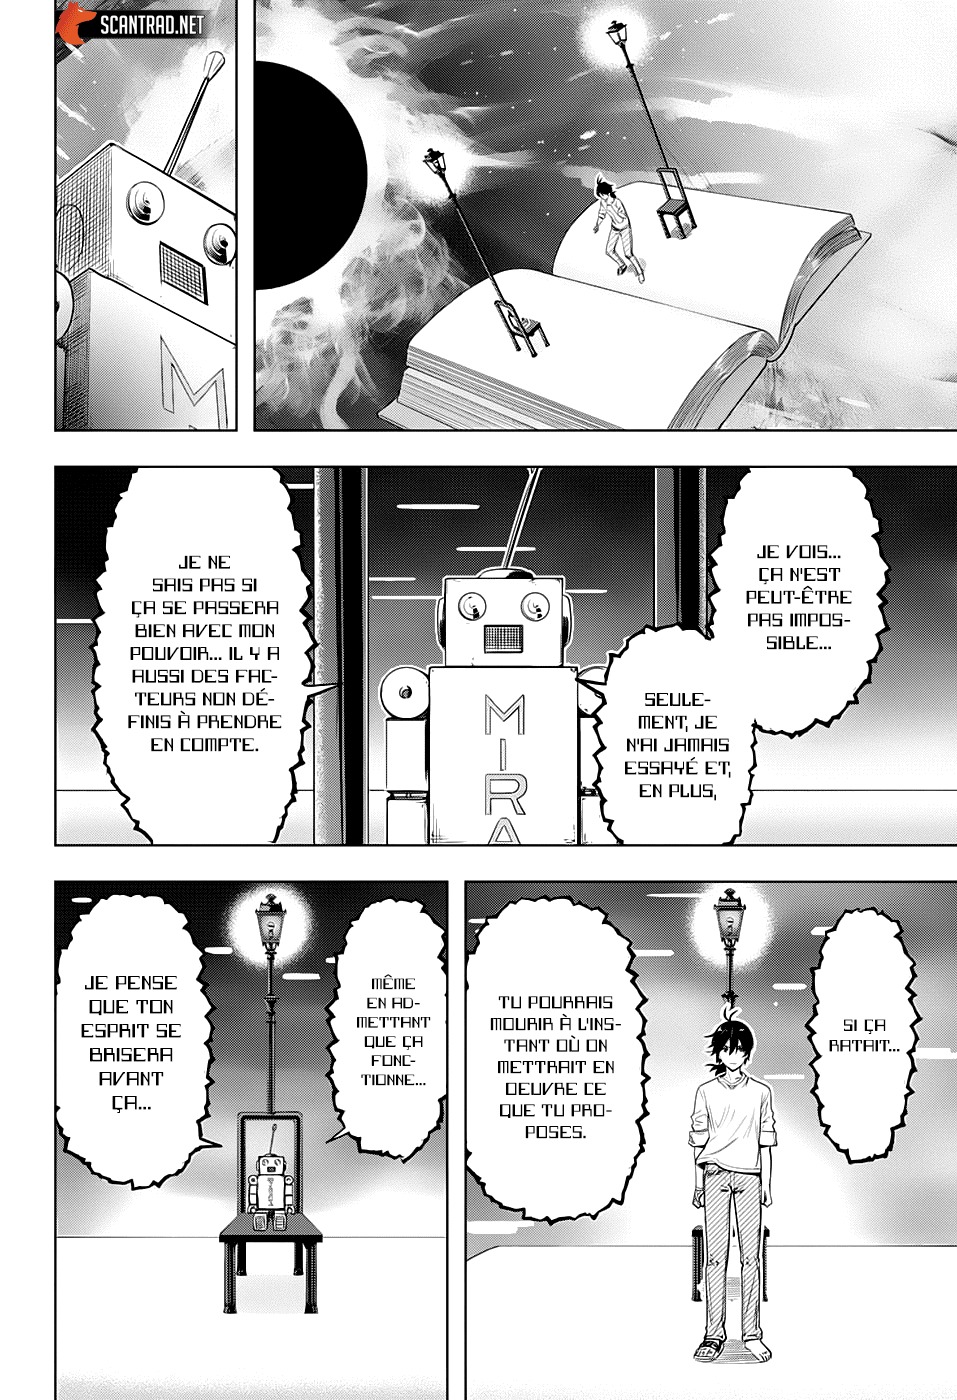 SCANTRAD.NET
M
JE VOIS...
ÇA N'EST
PEUT-ÊTRE
PAS IMPOS-
SIBLE...
SEULE-
MENT, JE
N'AI JAMAIS
ESSAYÉ ET,
EN PLUS,
MIRA
JE NE
SAIS PAS SI
ÇA SE PASSERA
BIEN AVEC MON
POUVOIR... IL Y A
AUSSI DES FAC-
TEURS NON DÉ-
FINIS À PRENDRE
EN COMPTE.
SI ÇA
RATAIT...
TU POURRAIS
MOURIR À L'INS-
TANT OÙ ON
METTRAIT EN
OEUVRE CE
QUE TU PRO-
POSES.
MÊME
EN AD-
METTANT
QUE ÇA
FONC-
TIONNE...
JE PENSE
QUE TON
ESPRIT SE
BRISERA
AVANT
ÇA...